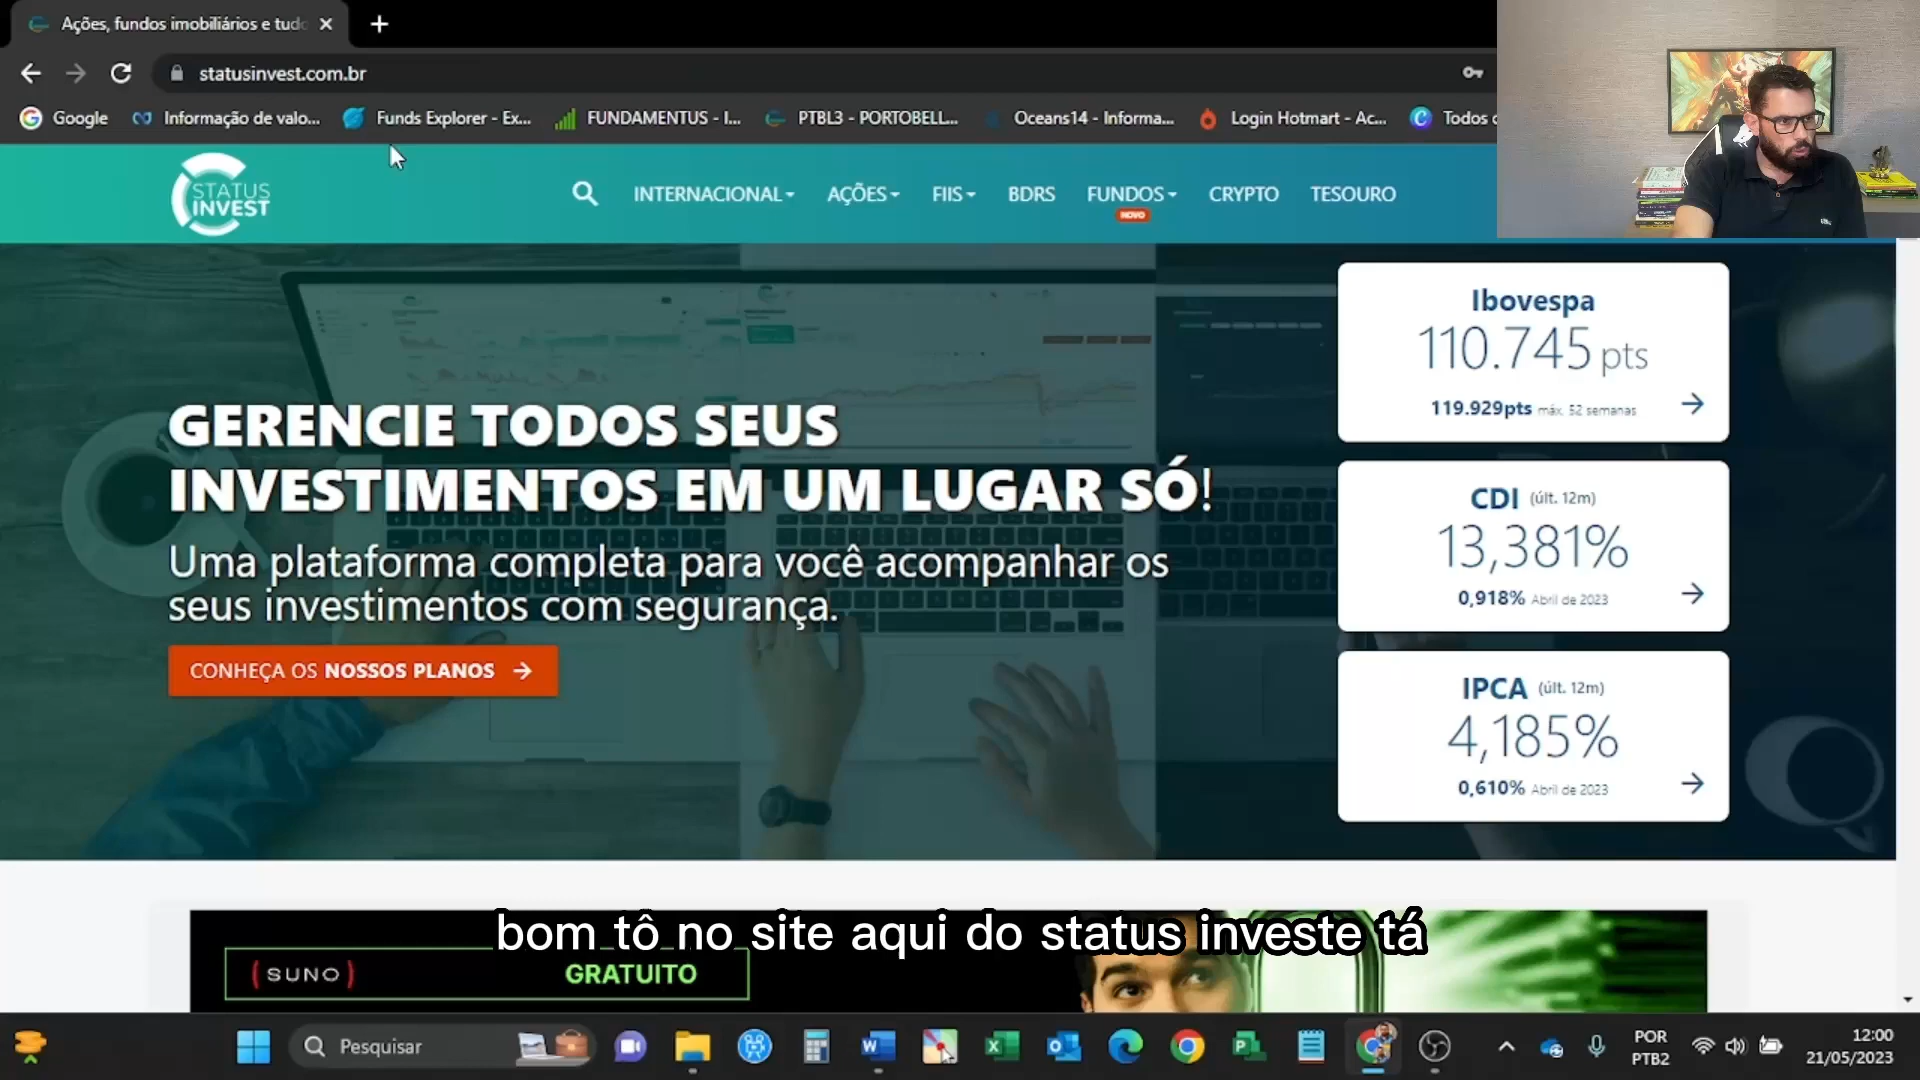 Ações, fundos imobiliários e tudo
statusinvest.com.br
Google
Informação de valo...
Funds Explorer - Ex...
FUNDAMENTUS - I...
PTBL3 - PORTOBELL...
Oceans14 - Informa...
Login Hotmart - Ac...
Todos
STATUS
INVEST
INTERNACIONAL
AÇÕES
FIIS
BDRS
FUNDOS
NOVO
CRYPTO
TESOURO
GERENCIE TODOS SEUS
INVESTIMENTOS EM UM LUGAR SÓ!
Uma plataforma completa para você acompanhar os
seus investimentos com segurança.
CONHEÇA OS NOSSOS PLANOS
Ibovespa
110.745 pts
119.929pts máx. 52 semanas
CDI (últ. 12m)
13,381%
0,918% Abril de 2023
IPCA (últ. 12m)
4,185%
0,610% Abril de 2023
bom tô no site aqui do status investe tá
(SUNO)
GRATUITO
Pesquisar
POR
PTB2
12:00
21/05/2023